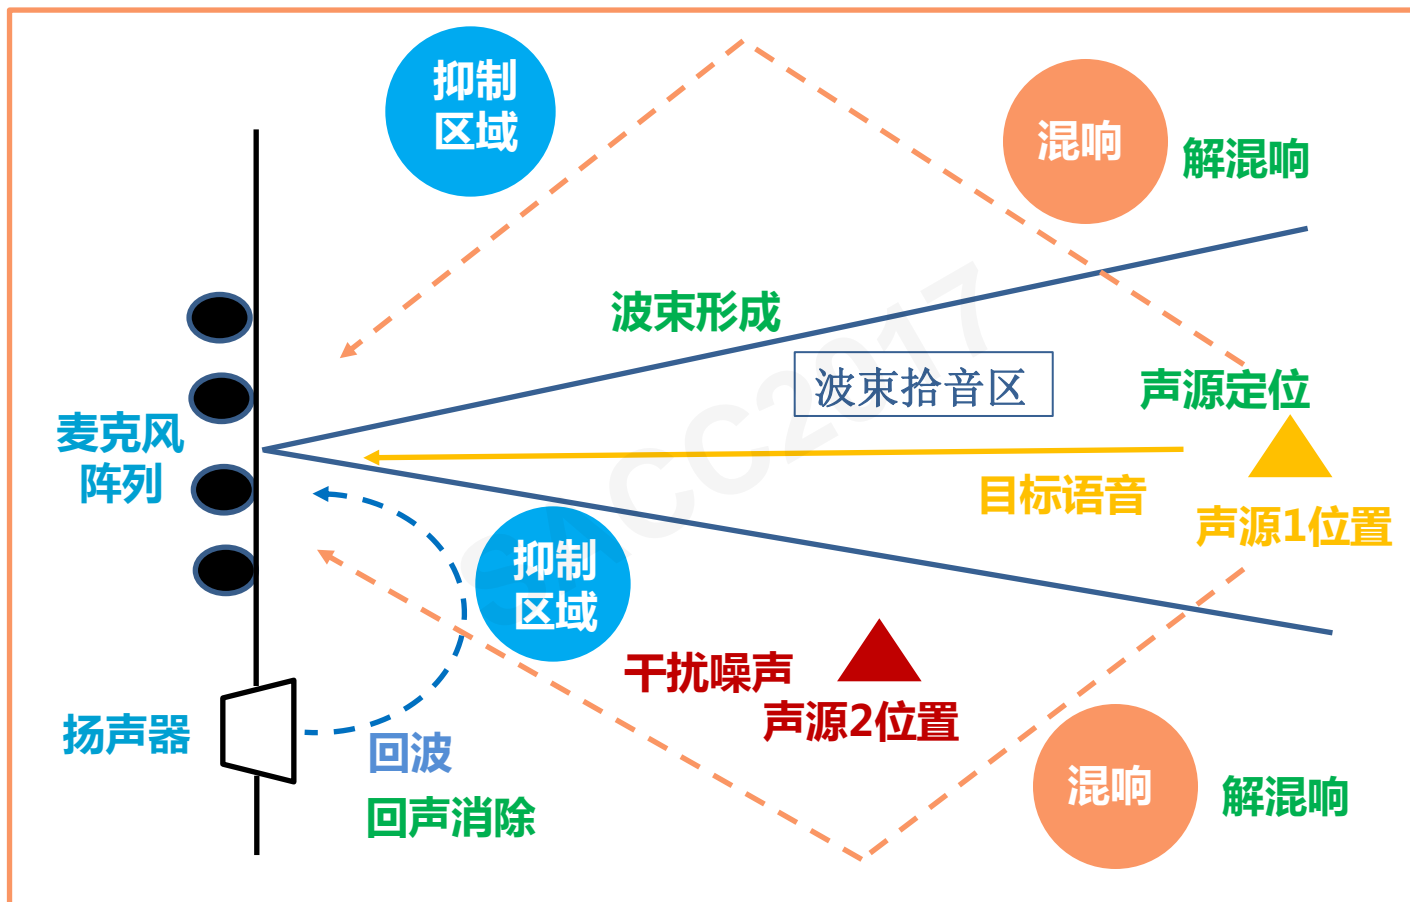 抑制
区域
混响
解混响
波束形成
波束拾音区
声源定位
麦克风
阵列
目标语音
声源1位置
抑制
区域
干扰噪声
声源2位置
扬声器
回波
回声消除
混响
解混响
SACC2017